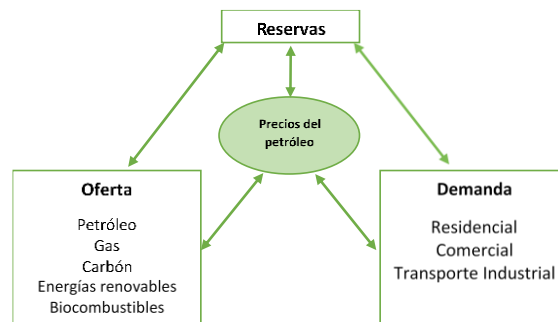 Reservas
Precios del
petróleo
Oferta
Petróleo
Gas
Carbón
Energías renovables
Biocombustibles
Demanda
Residencial
Comercial
Transporte Industrial